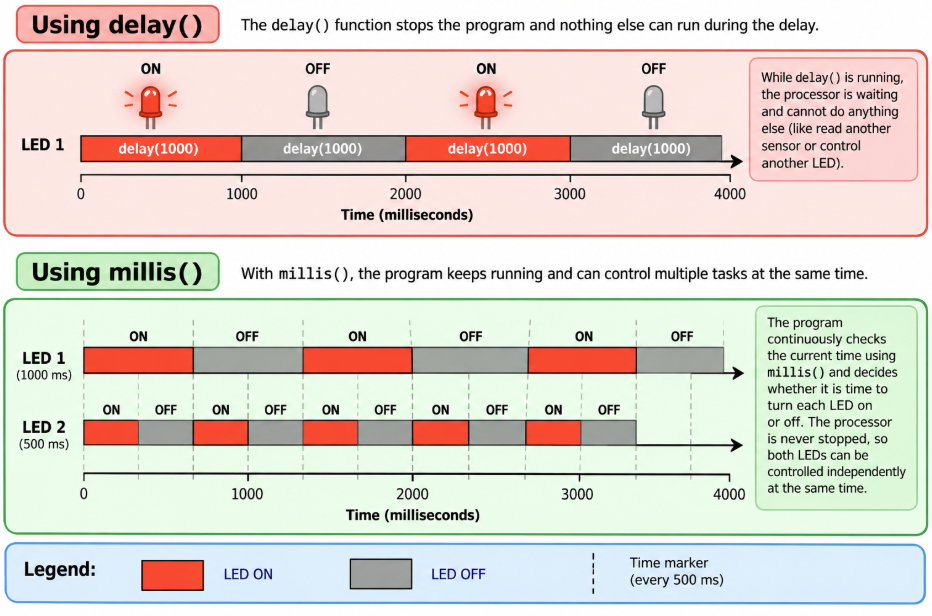 Using delay()
The delay() function stops the program and nothing else can run during the delay.
ON
OFF
ON
OFF
LED 1
delay(1000)
delay(1000)
delay(1000)
delay(1000)
0
1000
2000
3000
4000
Time (milliseconds)
While delay() is running,
the processor is waiting
and cannot do anything
else (like read another
sensor or control
another LED).
Using millis()
With millis(), the program keeps running and can control multiple tasks at the same time.
ON
OFF
ON
OFF
ON
OFF
LED 1
(1000 ms)
ON
OFF
ON
OFF
ON
OFF
ON
OFF
ON
OFF
LED 2
(500 ms)
0
1000
2000
3000
4000
Time (milliseconds)
The program
continuously checks
the current time using
millis() and decides
whether it is time to
turn each LED on
or off. The processor
is never stopped, so
both LEDs can be
controlled independently
at the same time.
Legend:
LED ON
LED OFF
Time marker
(every 500 ms)